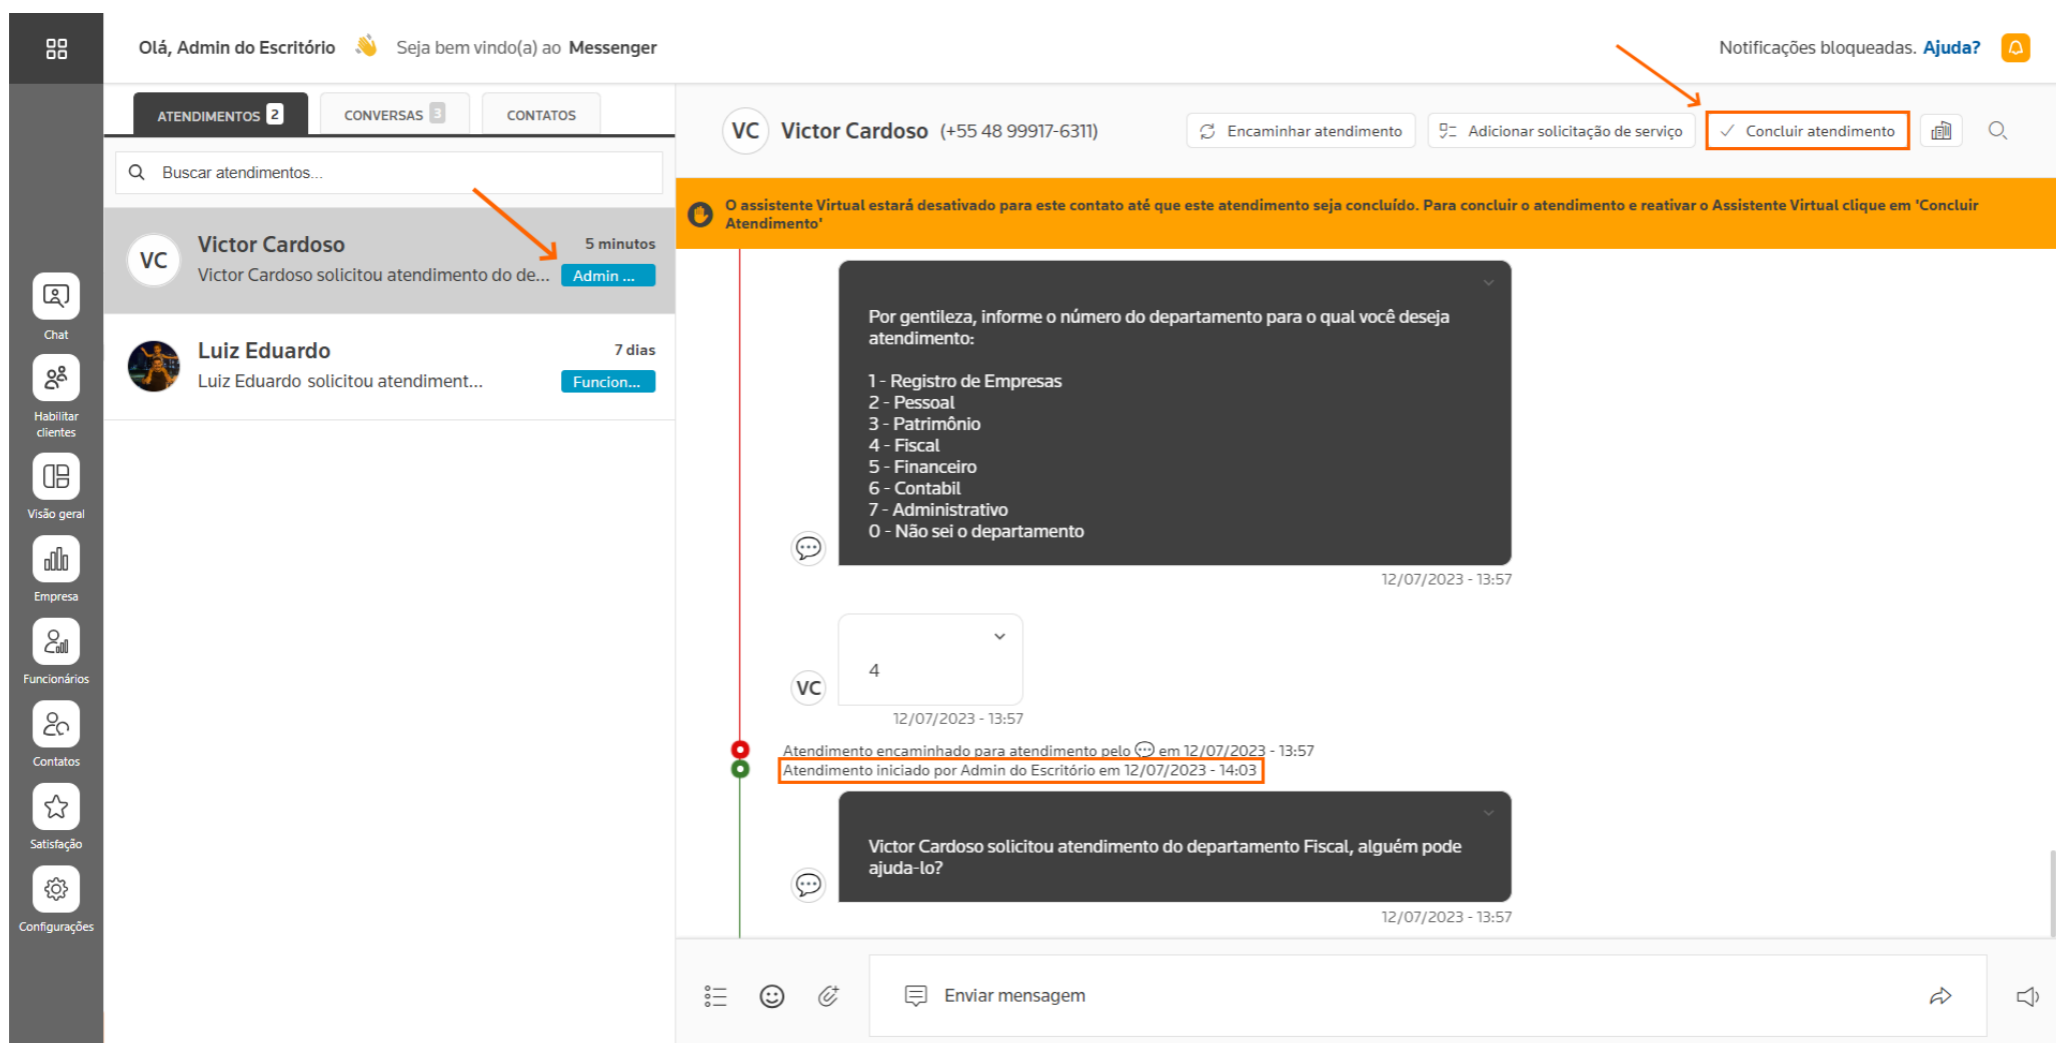 Olá, Admin do Escritório 👋 Seja bem vindo(a) ao Messenger
Notificações bloqueadas. Ajuda?
ATENDIMENTOS 2
CONVERSAS 3
CONTATOS
Buscar atendimentos...
VC
Victor Cardoso
5 minutos
Victor Cardoso solicitou atendimento do de...
Admin ...
Luiz Eduardo
7 dias
Luiz Eduardo solicitou atendiment...
Funcion...
Chat
Habilitar
clientes
Visão geral
Empresa
Funcionários
Contatos
Satisfação
Configurações
VC
Victor Cardoso (+55 48 99917-6311)
Encaminhar atendimento
Adicionar solicitação de serviço
Concluir atendimento
O assistente Virtual estará desativado para este contato até que este atendimento seja concluído. Para concluir o atendimento e reativar o Assistente Virtual clique em 'Concluir
Atendimento'
Por gentileza, informe o número do departamento para o qual você deseja
atendimento:
1 - Registro de Empresas
2 - Pessoal
3 - Patrimônio
4 - Fiscal
5 - Financeiro
6 - Contabil
7 - Administrativo
0 - Não sei o departamento
12/07/2023 - 13:57
4
VC
12/07/2023 - 13:57
Atendimento encaminhado para atendimento pelo 💬 em 12/07/2023 - 13:57
Atendimento iniciado por Admin do Escritório em 12/07/2023 - 14:03
Victor Cardoso solicitou atendimento do departamento Fiscal, alguém pode
ajuda-lo?
12/07/2023 - 13:57
Enviar mensagem